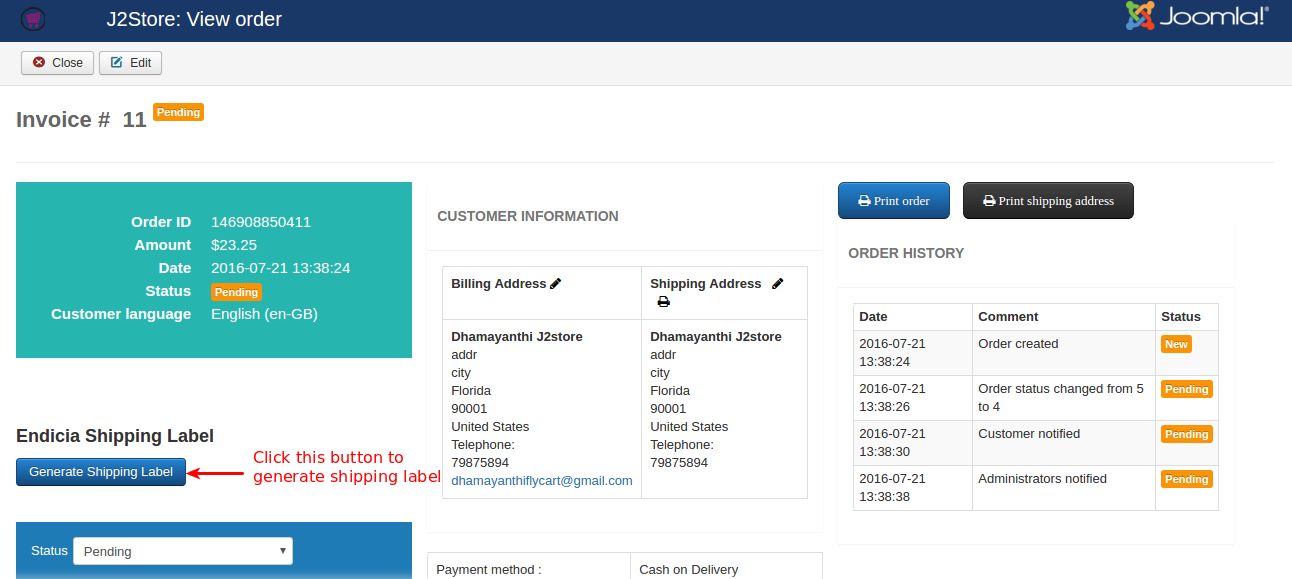 J2Store: View order
Joomla!®
Close
Edit
Invoice # 11 Pending
Order ID 146908850411
Amount $23.25
Date 2016-07-21 13:38:24
Status Pending
Customer language English (en-GB)
Endicia Shipping Label
Generate Shipping Label
Click this button to
generate shipping label
Status Pending
CUSTOMER INFORMATION
Billing Address
Dhamayanthi J2store
addr
city
Florida
90001
United States
Telephone:
79875894
dhamayanthiflycart@gmail.com
Shipping Address
Dhamayanthi J2store
addr
city
Florida
90001
United States
Telephone:
79875894
Payment method :
Cash on Delivery
Print order
Print shipping address
ORDER HISTORY
Date Comment Status
2016-07-21
13:38:24
Order created
New
2016-07-21
13:38:26
Order status changed from 5
to 4
Pending
2016-07-21
13:38:30
Customer notified
Pending
2016-07-21
13:38:38
Administrators notified
Pending